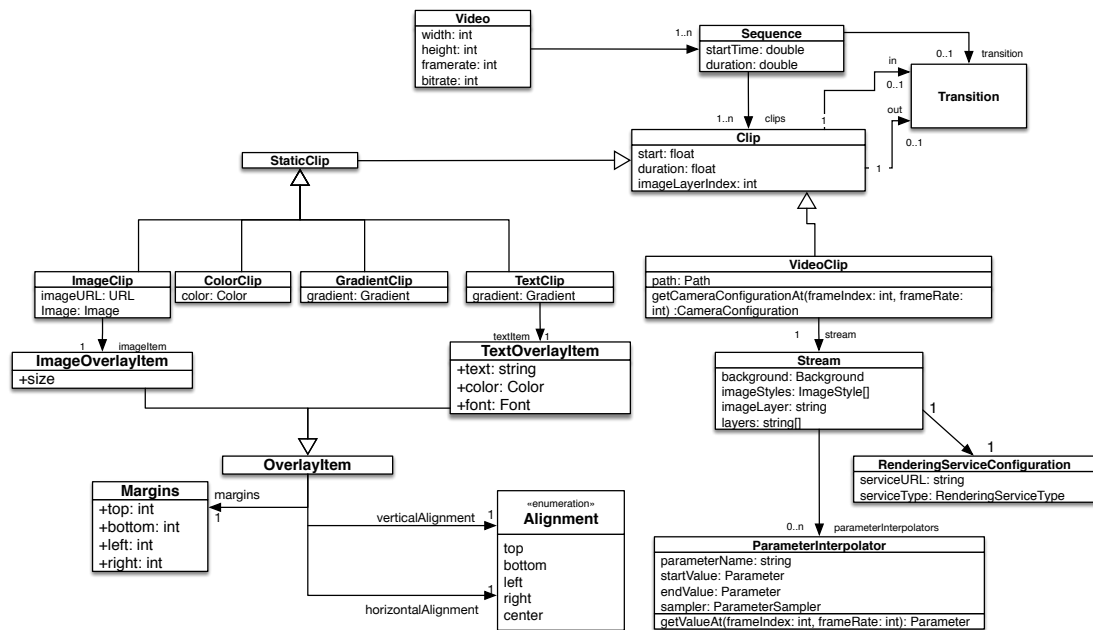 Video
width: int
height: int
framerate: int
bitrate: int
1..n
Sequence
startTime: double
duration: double
0..1
transition
in
0..1
Transition
out
0..1
1
1
1..n
clips
Clip
start: float
duration: float
imageLayerIndex: int
StaticClip
ImageClip
imageURL: URL
Image: Image
ColorClip
color: Color
GradientClip
gradient: Gradient
TextClip
gradient: Gradient
VideoClip
path: Path
getCameraConfigurationAt(frameIndex: int, frameRate:
int) :CameraConfiguration
1
imageItem
textItem
1
1
stream
ImageOverlayItem
+size
TextOverlayItem
+text: string
+color: Color
+font: Font
Stream
background: Background
imageStyles: ImageStyle[]
imageLayer: string
layers: string[]
1
1
OverlayItem
RenderingServiceConfiguration
serviceURL: string
serviceType: RenderingServiceType
Margins
+top: int
+bottom: int
+left: int
+right: int
margins
1
verticalAlignment
1
horizontalAlignment
1
«enumeration»
Alignment
top
bottom
left
right
center
0..n
parameterInterpolators
ParameterInterpolator
parameterName: string
startValue: Parameter
endValue: Parameter
sampler: ParameterSampler
getValueAt(frameIndex: int, frameRate: int): Parameter